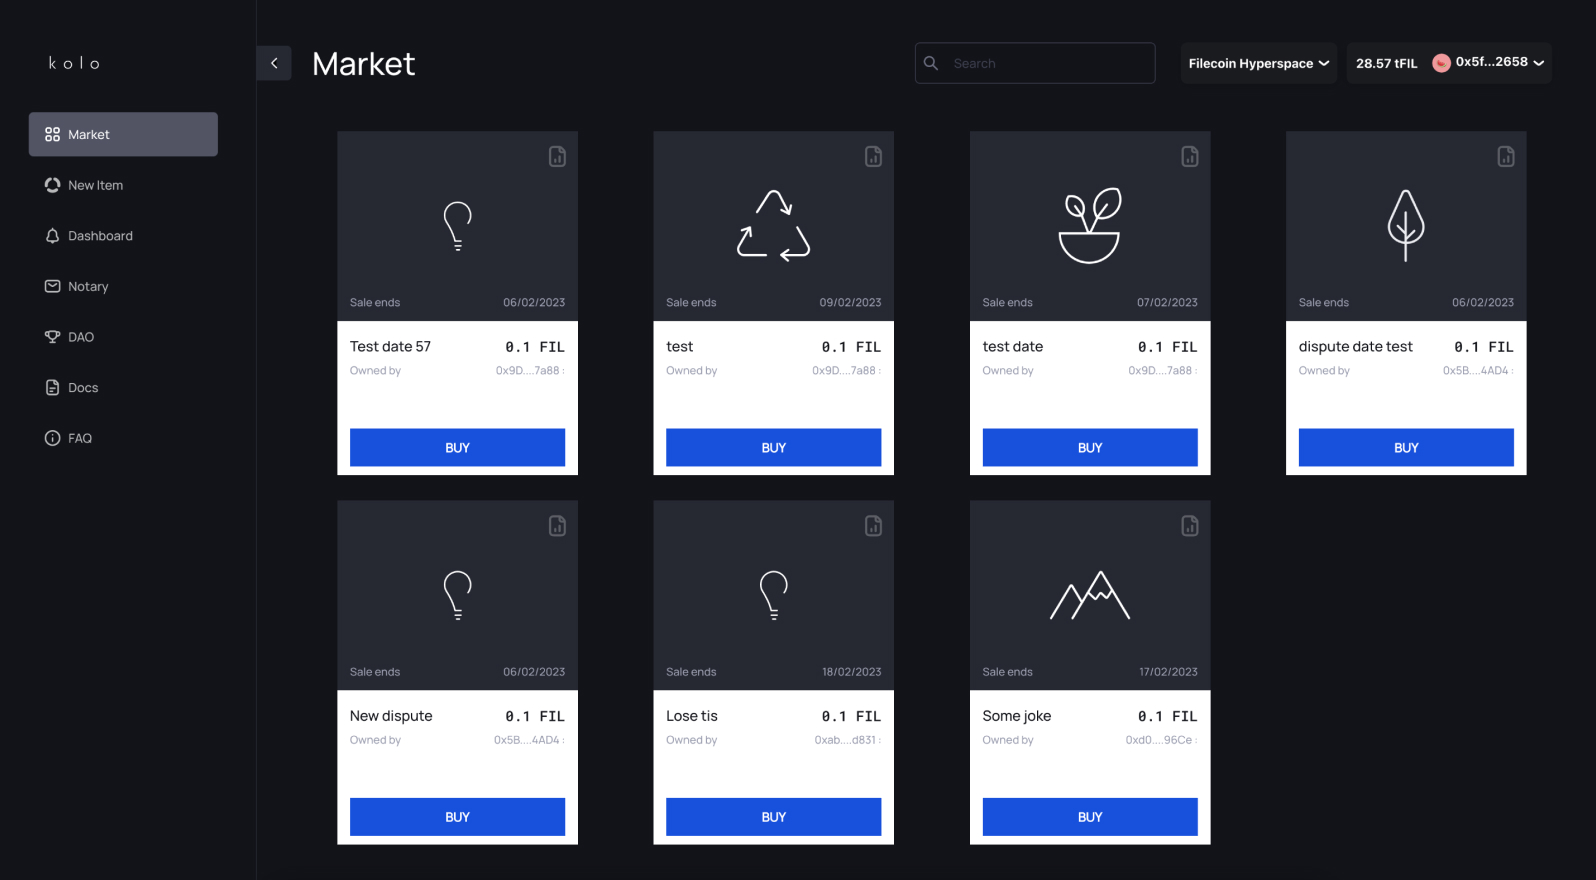 kolo
Market
New Item
Dashboard
Notary
DAO
Docs
FAQ
Market
Search
Filecoin Hyperspace
28.57 tFIL
0x5f...2658
Sale ends 06/02/2023
Test date 57 0.1 FIL
Owned by 0x9D....7a88 :
BUY
Sale ends 09/02/2023
test 0.1 FIL
Owned by 0x9D....7a88 :
BUY
Sale ends 07/02/2023
test date 0.1 FIL
Owned by 0x9D....7a88 :
BUY
Sale ends 06/02/2023
dispute date test 0.1 FIL
Owned by 0x5B....4AD4 :
BUY
Sale ends 06/02/2023
New dispute 0.1 FIL
Owned by 0x5B....4AD4 :
BUY
Sale ends 18/02/2023
Lose tis 0.1 FIL
Owned by 0xab....d831 :
BUY
Sale ends 17/02/2023
Some joke 0.1 FIL
Owned by 0xd0....96Ce :
BUY